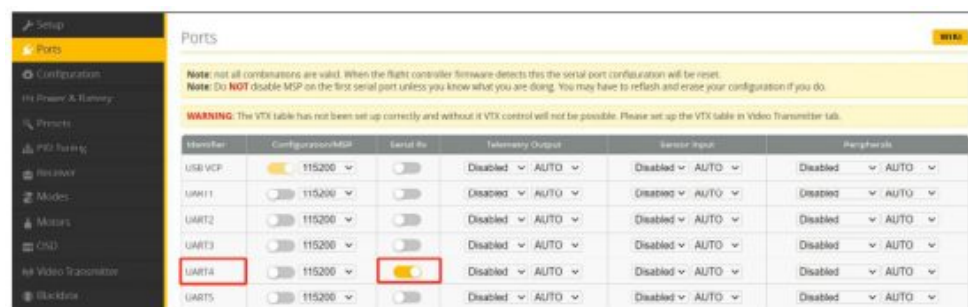 Setup
Ports
Configuration
Power & Battery
Presets
PID Tuning
Receiver
Modes
Motors
OSD
Video Transmitter
Blackbox
Ports
WIKI
Note: not all combinations are valid. When the flight controller firmware detects this the serial port configuration will be reset.
Note: Do NOT disable MSP on the first serial port unless you know what you are doing. You may have to reflash and erase your configuration if you do.
WARNING: The VTX table has not been set up correctly and without it VTX control will not be possible. Please set up the VTX table in Video Transmitter tab.
Identifier Configuration/MSP Serial Rx Telemetry Output Sensor Input Peripherals
USB VCP 115200 Disabled AUTO Disabled AUTO Disabled AUTO
UART1 115200 Disabled AUTO Disabled AUTO Disabled AUTO
UART2 115200 Disabled AUTO Disabled AUTO Disabled AUTO
UART3 115200 Disabled AUTO Disabled AUTO Disabled AUTO
UART4 115200 Disabled AUTO Disabled AUTO Disabled AUTO
UART5 115200 Disabled AUTO Disabled AUTO Disabled AUTO